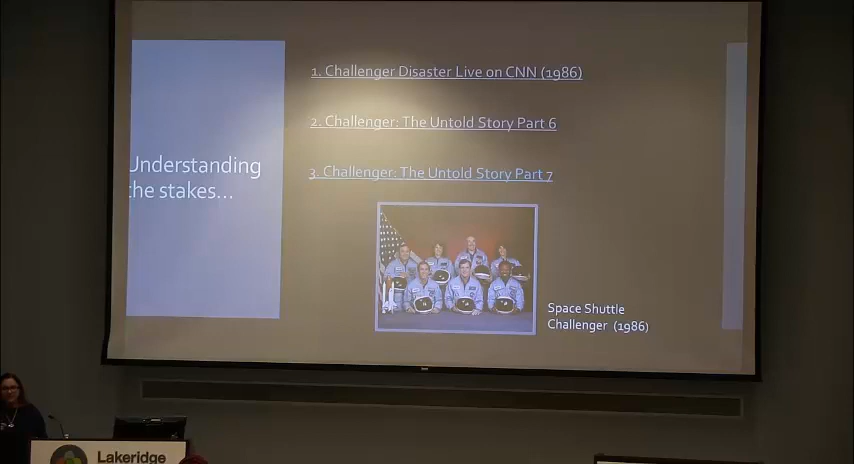 Understanding
the stakes...
1. Challenger Disaster Live on CNN (1986)
2. Challenger: The Untold Story Part 6
3. Challenger: The Untold Story Part 7
Space Shuttle
Challenger (1986)
Lakeridge